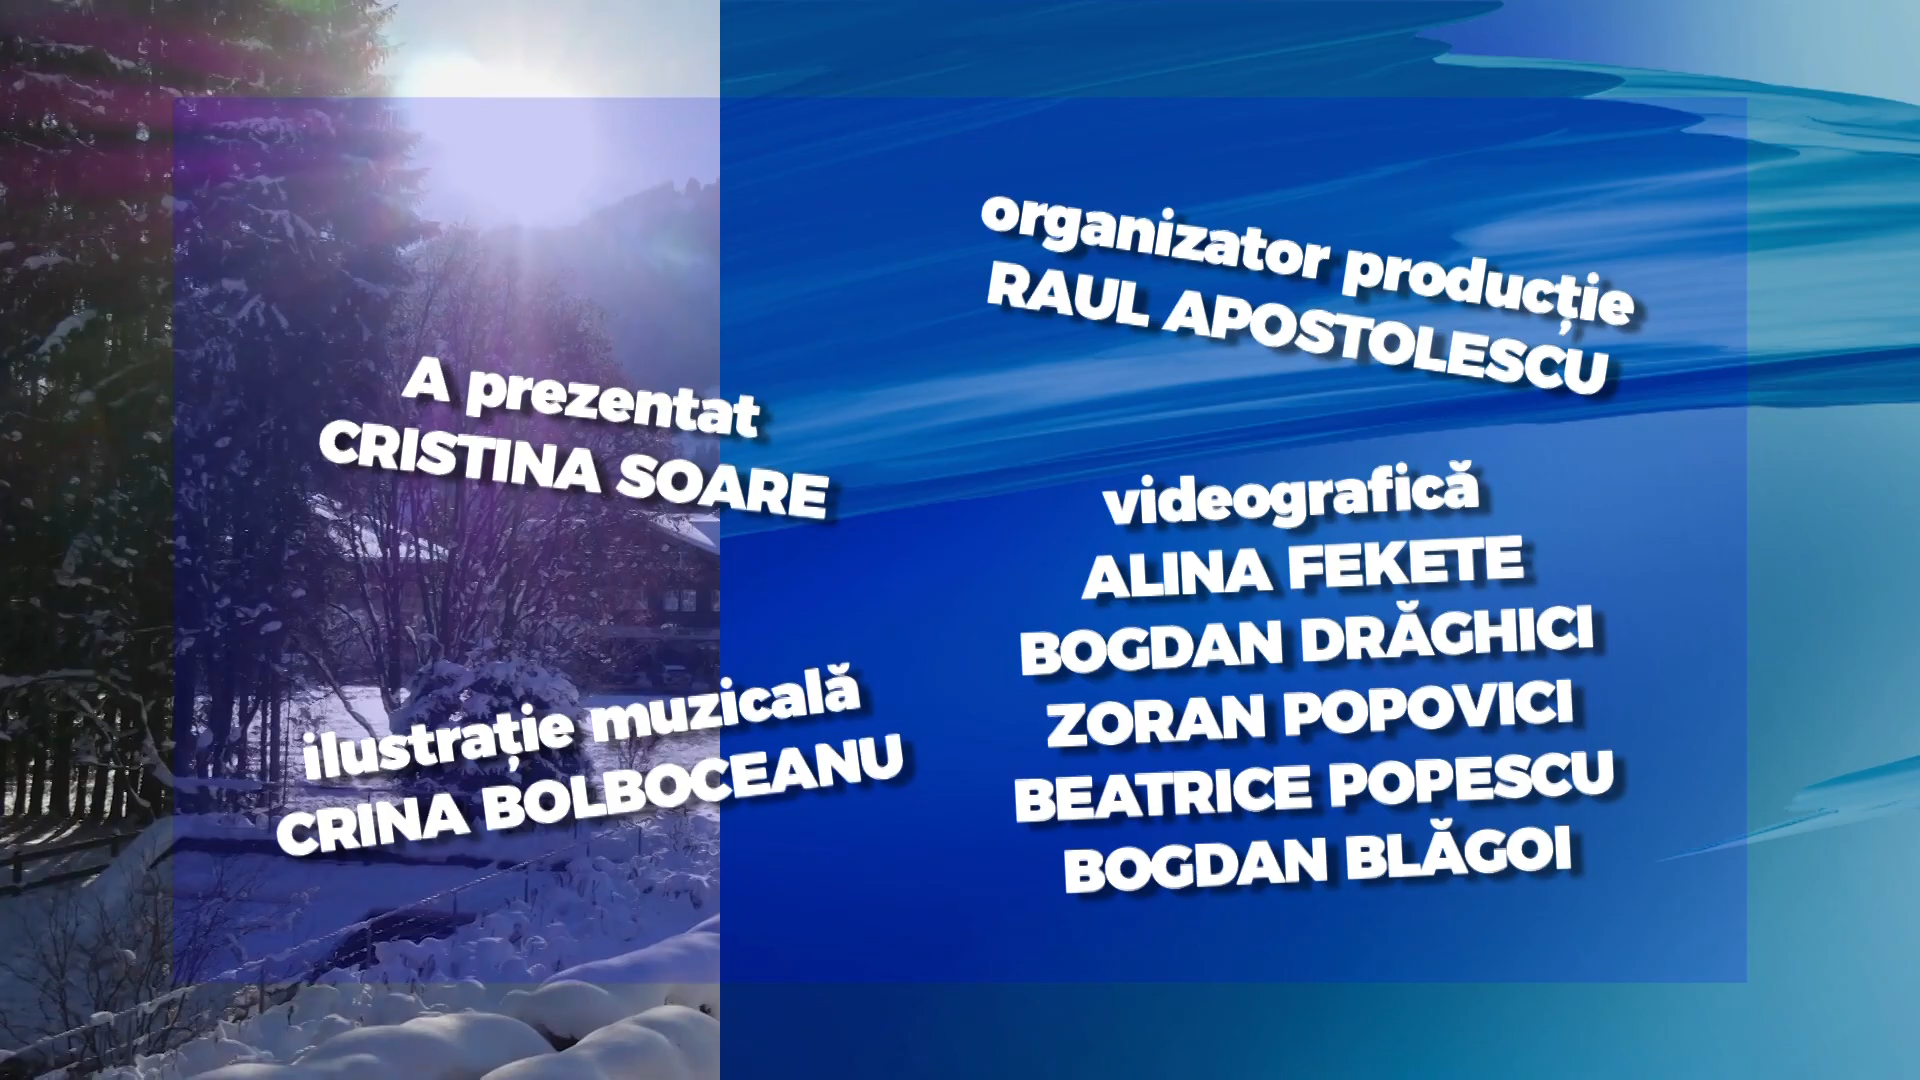 A prezentat
CRISTINA SOARE
ilustrație muzicală
CRINA BOLBOCEANU
organizator producție
RAUL APOSTOLESCU
videografică
ALINA FEKETE
BOGDAN DRĂGHICI
ZORAN POPOVICI
BEATRICE POPESCU
BOGDAN BLĂGOI